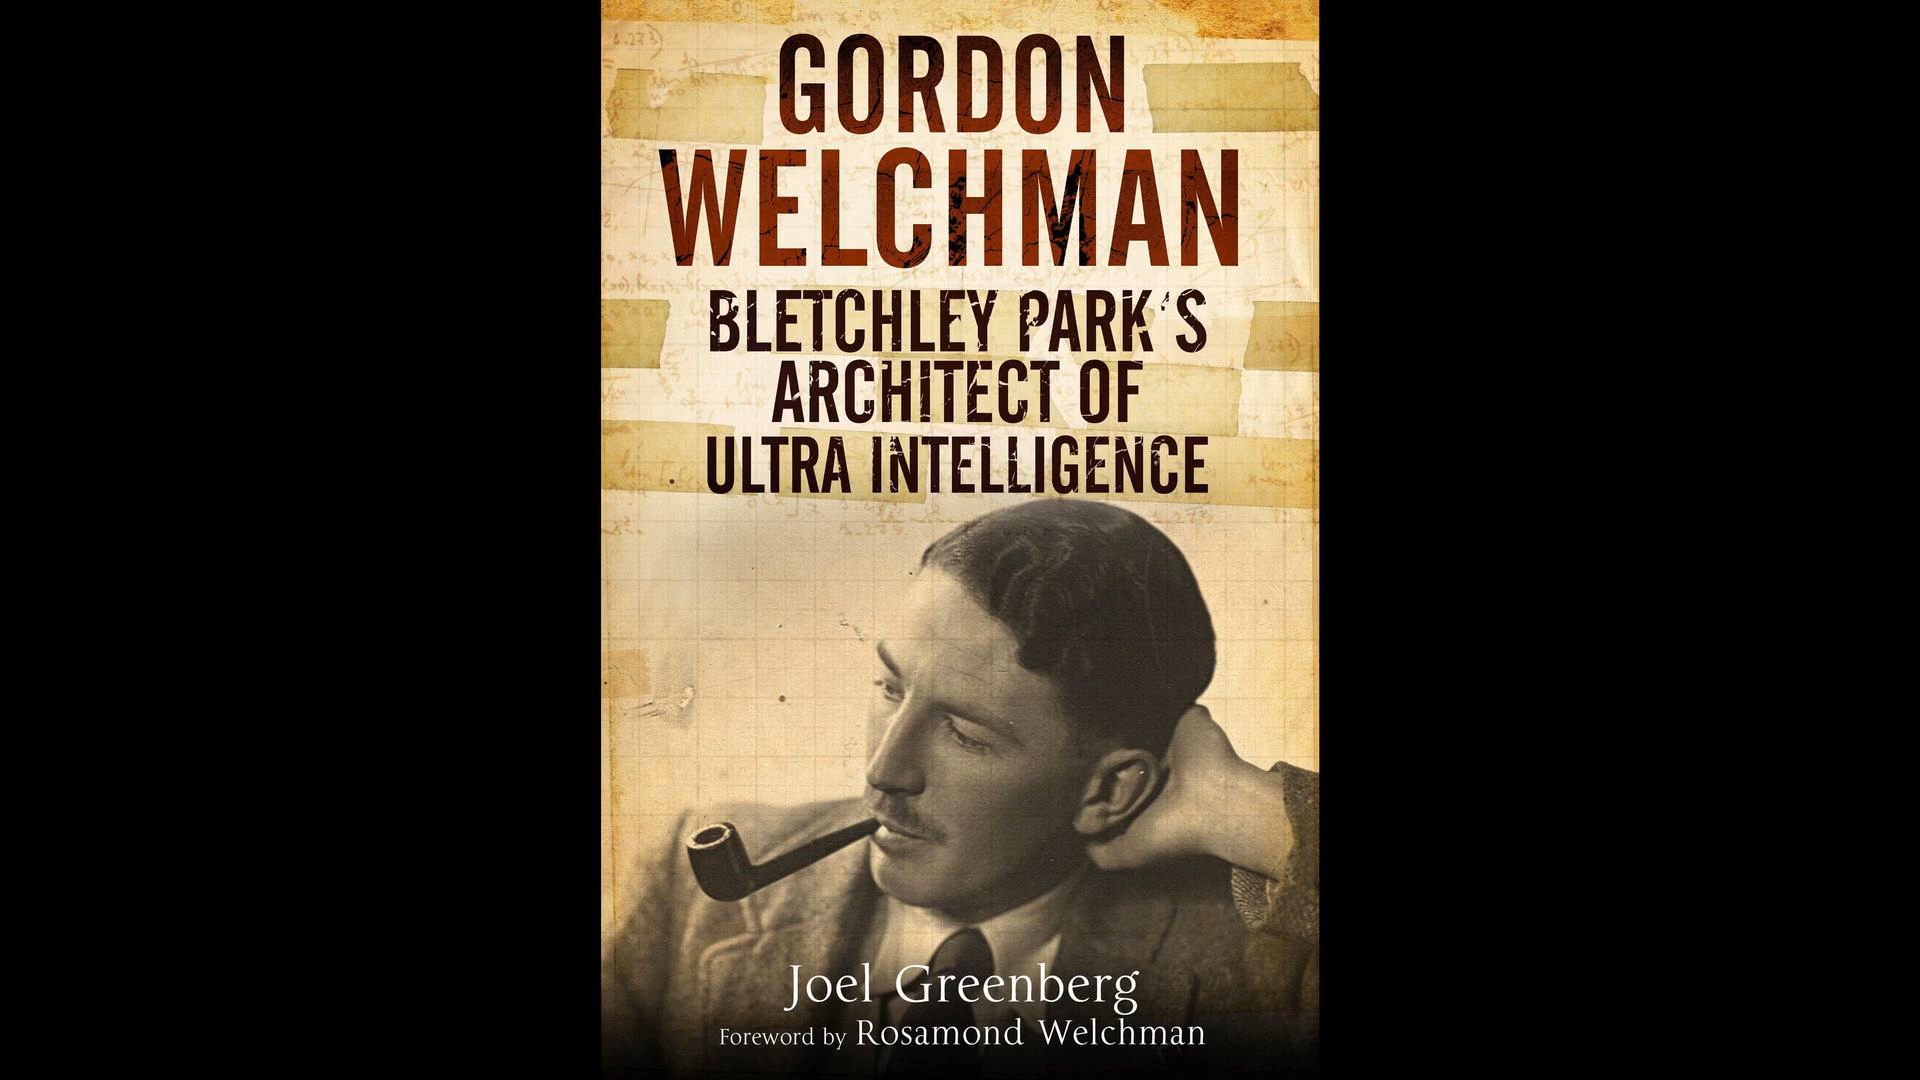 GORDON
WELCHMAN
BLETCHLEY PARK'S
ARCHITECT OF
ULTRA INTELLIGENCE
Joel Greenberg
Foreword by Rosamond Welchman